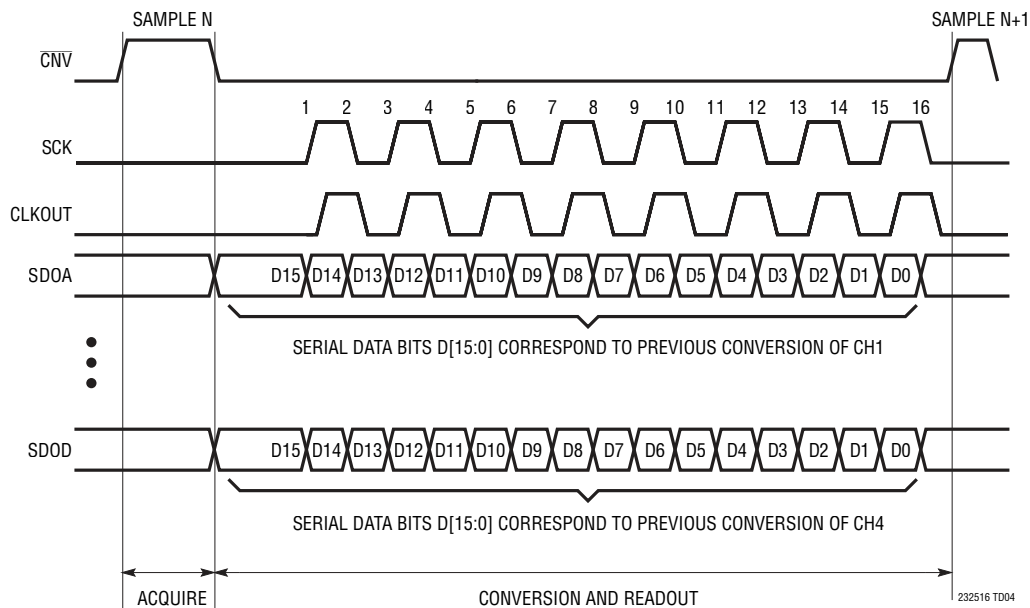 SAMPLE N SAMPLE N+1
CNV
1 2 3 4 5 6 7 8 9 10 11 12 13 14 15 16
SCK
CLKOUT
SDOA D15 D14 D13 D12 D11 D10 D9 D8 D7 D6 D5 D4 D3 D2 D1 D0
SERIAL DATA BITS D[15:0] CORRESPOND TO PREVIOUS CONVERSION OF CH1
SDOD D15 D14 D13 D12 D11 D10 D9 D8 D7 D6 D5 D4 D3 D2 D1 D0
SERIAL DATA BITS D[15:0] CORRESPOND TO PREVIOUS CONVERSION OF CH4
ACQUIRE CONVERSION AND READOUT 232516 TD04